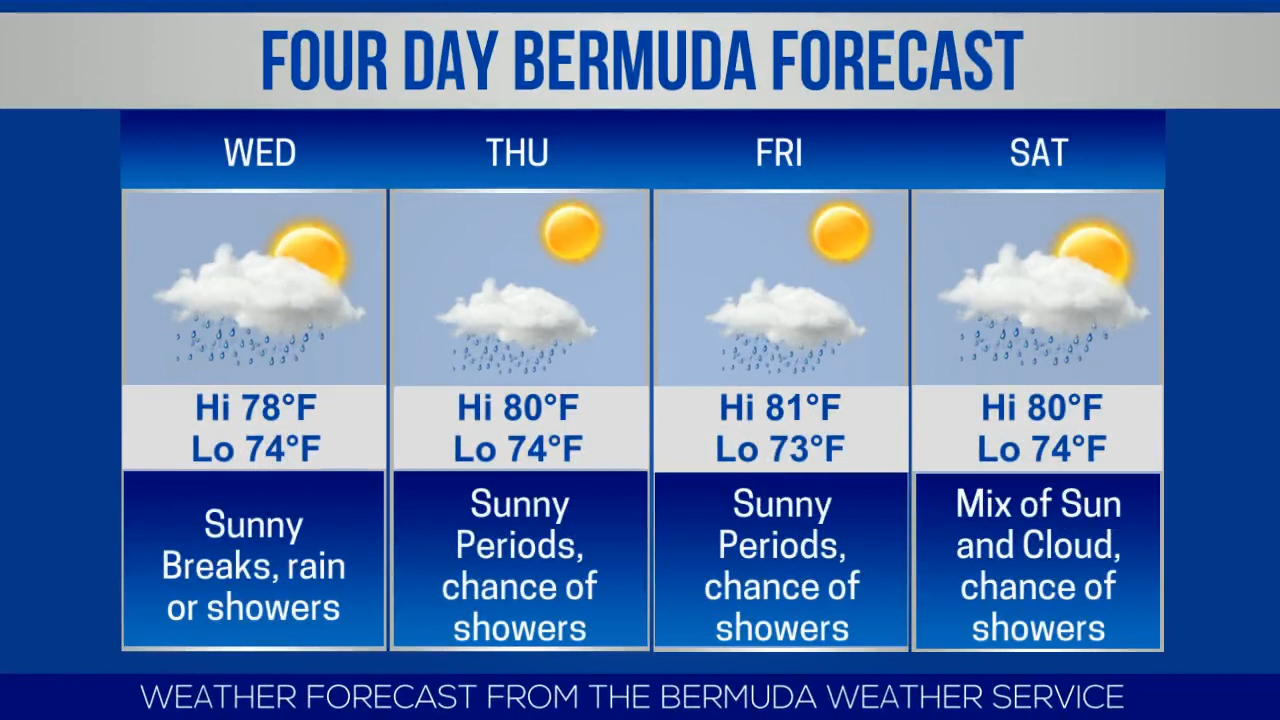 FOUR DAY BERMUDA FORECAST
WED
THU
FRI
SAT
Hi 78°F
Lo 74°F
Hi 80°F
Lo 74°F
Hi 81°F
Lo 73°F
Hi 80°F
Lo 74°F
Sunny
Breaks, rain
or showers
Sunny
Periods,
chance of
showers
Sunny
Periods,
chance of
showers
Mix of Sun
and Cloud,
chance of
showers
WEATHER FORECAST FROM THE BERMUDA WEATHER SERVICE